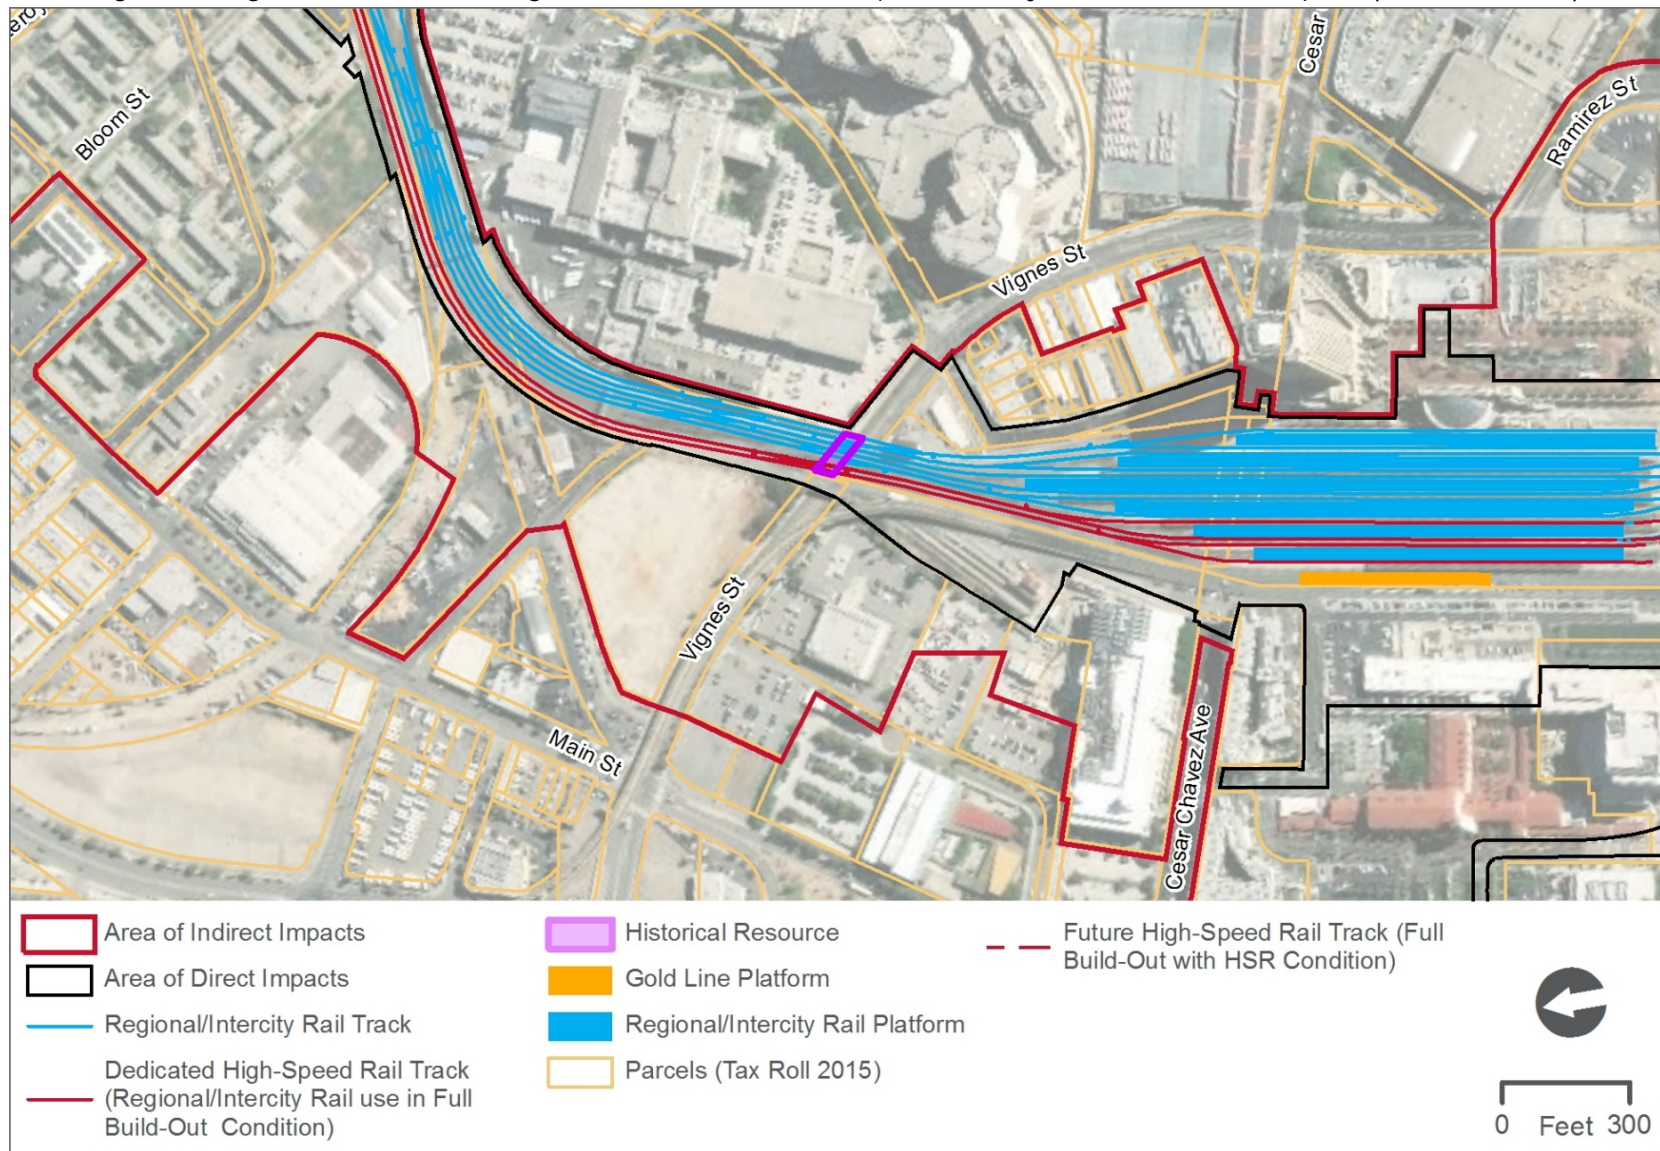 Bloom St
Cesar
Ramirez St
Vignes St
Vignes St
Main St
Cesar Chavez Ave
Area of Indirect Impacts
Area of Direct Impacts
Regional/Intercity Rail Track
Dedicated High-Speed Rail Track
(Regional/Intercity Rail use in Full
Build-Out Condition)
Historical Resource
Gold Line Platform
Regional/Intercity Rail Platform
Parcels (Tax Roll 2015)
Future High-Speed Rail Track (Full
Build-Out with HSR Condition)
0 Feet 300